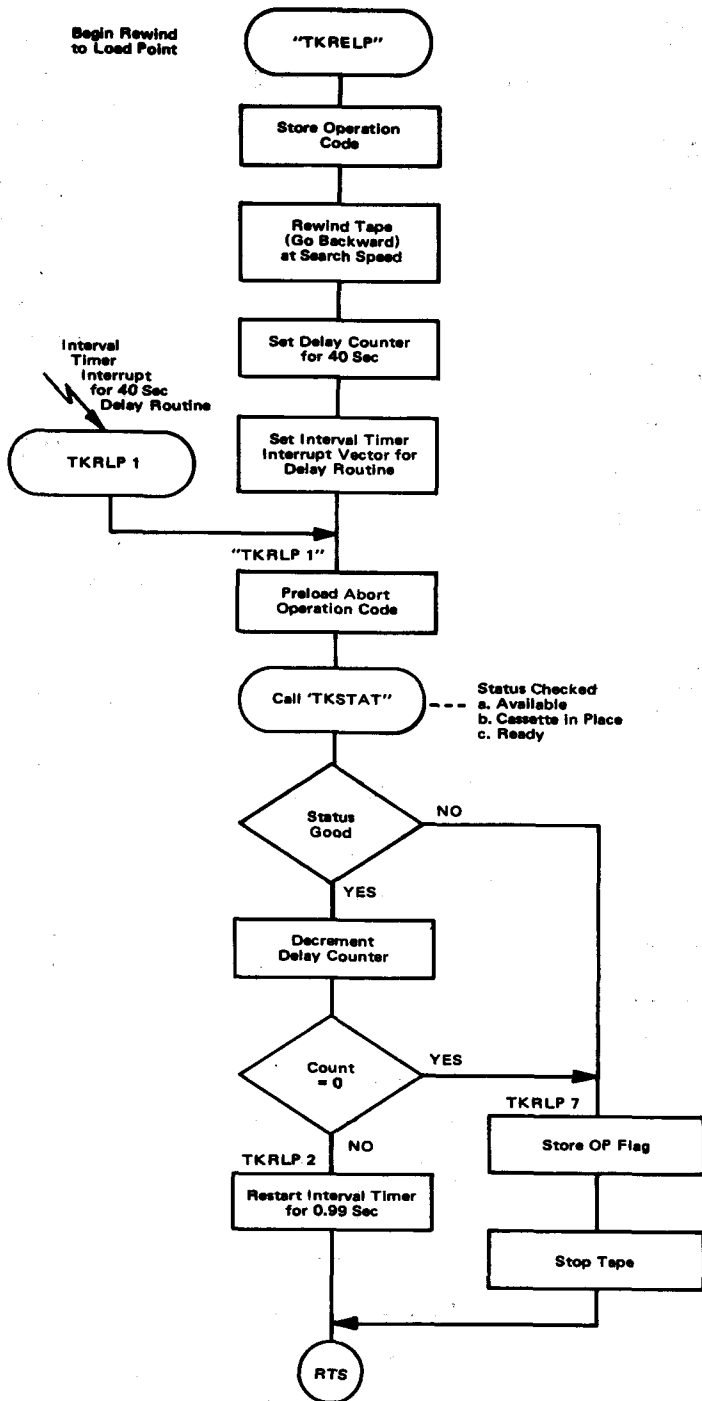 Begin Rewind
to Load Point
"TKRELP"
Store Operation
Code
Rewind Tape
(Go Backward)
at Search Speed
Set Delay Counter
for 40 Sec
Interval
Timer
Interrupt
for 40 Sec
Delay Routine
Set Interval Timer
Interrupt Vector for
Delay Routine
TKRLP 1
"TKRLP 1"
Preload Abort
Operation Code
Call 'TKSTAT"
Status Checked
a. Available
b. Cassette in Place
c. Ready
Status
Good
NO
YES
Decrement
Delay Counter
Count
= 0
YES
NO
TKRLP 7
Store OP Flag
TKRLP 2
Restart Interval Timer
for 0.99 Sec
Stop Tape
RTS